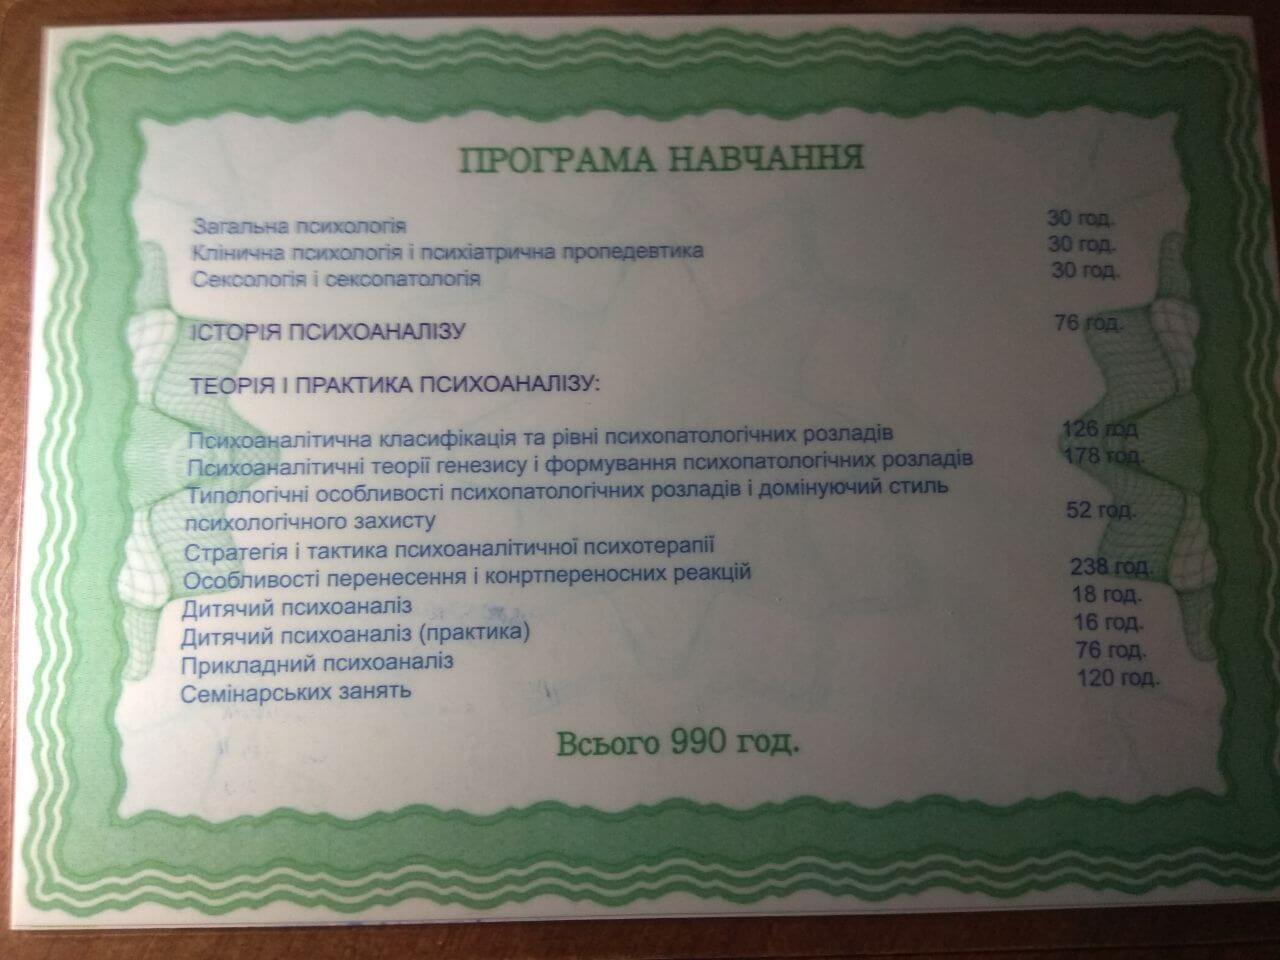 ПРОГРАМА НАВЧАННЯ
Загальна психологія 30 год.
Клінична психологія і психіатрична пропедевтика 30 год.
Сексологія і сексопатологія 30 год.
ІСТОРІЯ ПСИХОАНАЛІЗУ 76 год.
ТЕОРІЯ І ПРАКТИКА ПСИХОАНАЛІЗУ:
Психоаналітична класифікація та рівні психопатологічних розладів 126 год
Психоаналітичні теорії генезису і формування психопатологічних розладів 178 год.
Типологічні особливості психопатологічних розладів і домінуючий стиль
психологічного захисту 52 год.
Стратегія і тактика психоаналітичної психотерапії
Особливості перенесення і конртпереносних реакцій 238 год.
Дитячий психоаналіз 18 год.
Дитячий психоаналіз (практика) 16 год.
Прикладний психоаналіз 76 год.
Семінарських занять 120 год.
Всього 990 год.